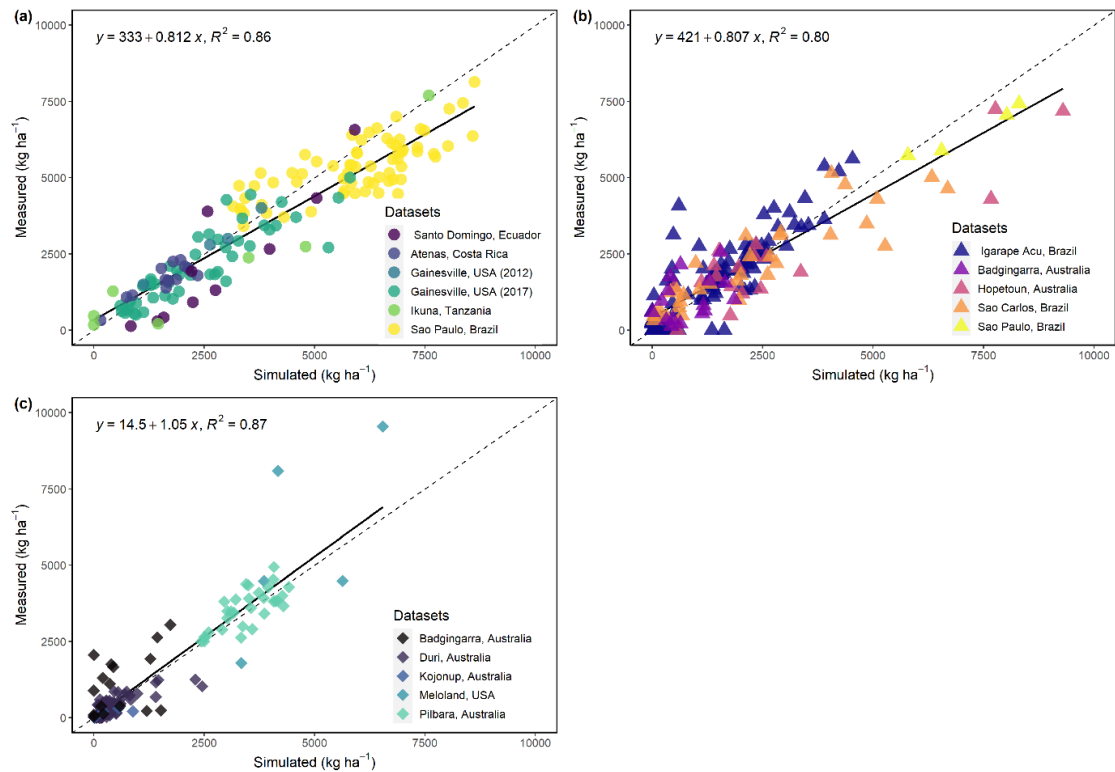 (a)
y = 333 + 0.812 x, R² = 0.86
10000
7500
5000
2500
0
Measured (kg ha⁻¹)
Datasets
Santo Domingo, Ecuador
Atenas, Costa Rica
Gainesville, USA (2012)
Gainesville, USA (2017)
Ikuna, Tanzania
Sao Paulo, Brazil
0 2500 5000 7500 10000
Simulated (kg ha⁻¹)
(b)
y = 421 + 0.807 x, R² = 0.80
10000
7500
5000
2500
0
Measured (kg ha⁻¹)
Datasets
Igarape Acu, Brazil
Badgingarra, Australia
Hopetoun, Australia
Sao Carlos, Brazil
Sao Paulo, Brazil
0 2500 5000 7500 10000
Simulated (kg ha⁻¹)
(c)
y = 14.5 + 1.05 x, R² = 0.87
10000
7500
5000
2500
0
Measured (kg ha⁻¹)
Datasets
Badgingarra, Australia
Duri, Australia
Kojonup, Australia
Meloland, USA
Pilbara, Australia
0 2500 5000 7500 10000
Simulated (kg ha⁻¹)